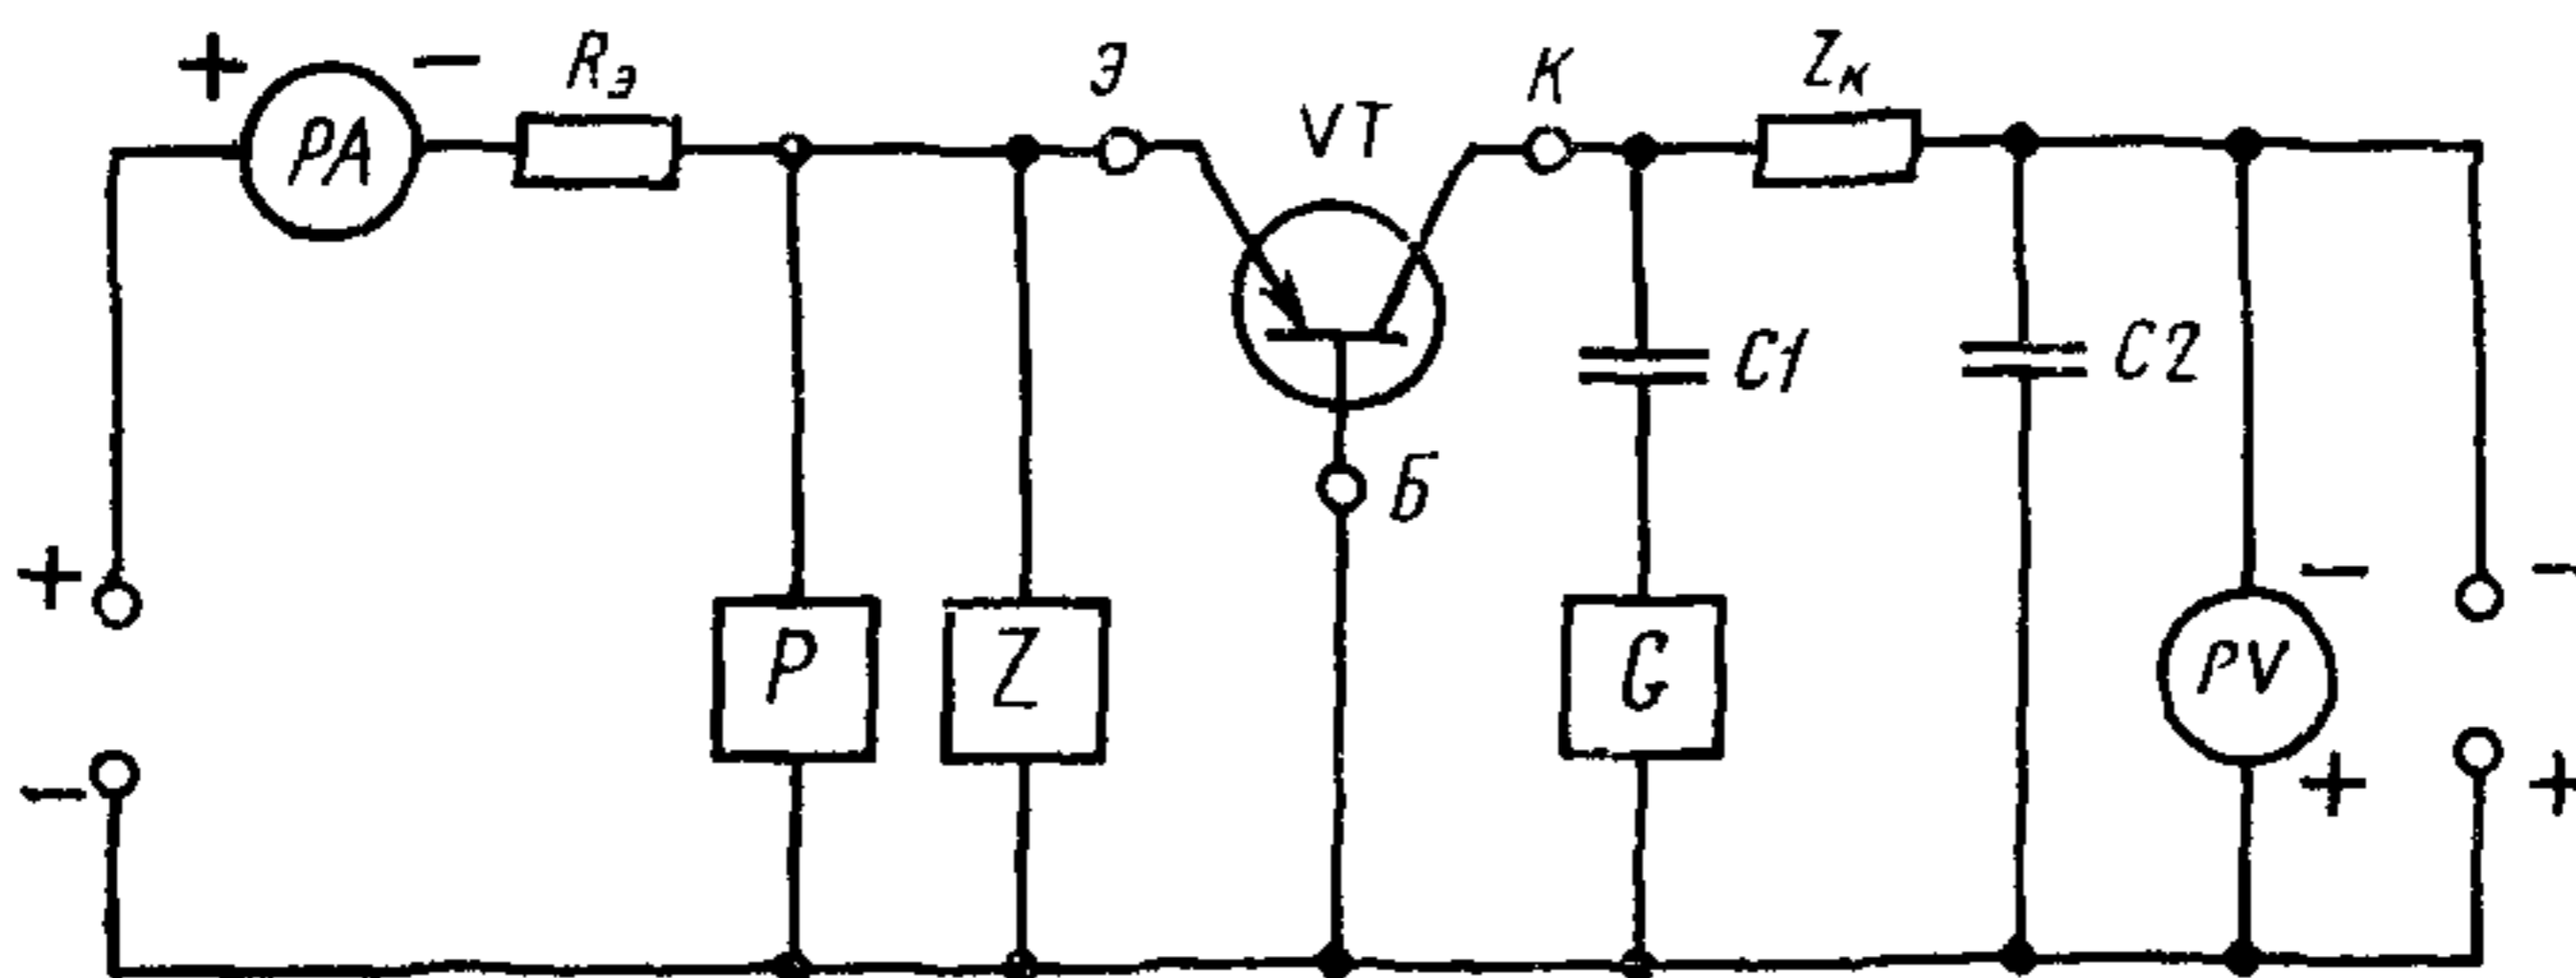 + − Rэ Э VT К Zк
PA
C1 C2
Б
+ − −
P Z G PV
− + +